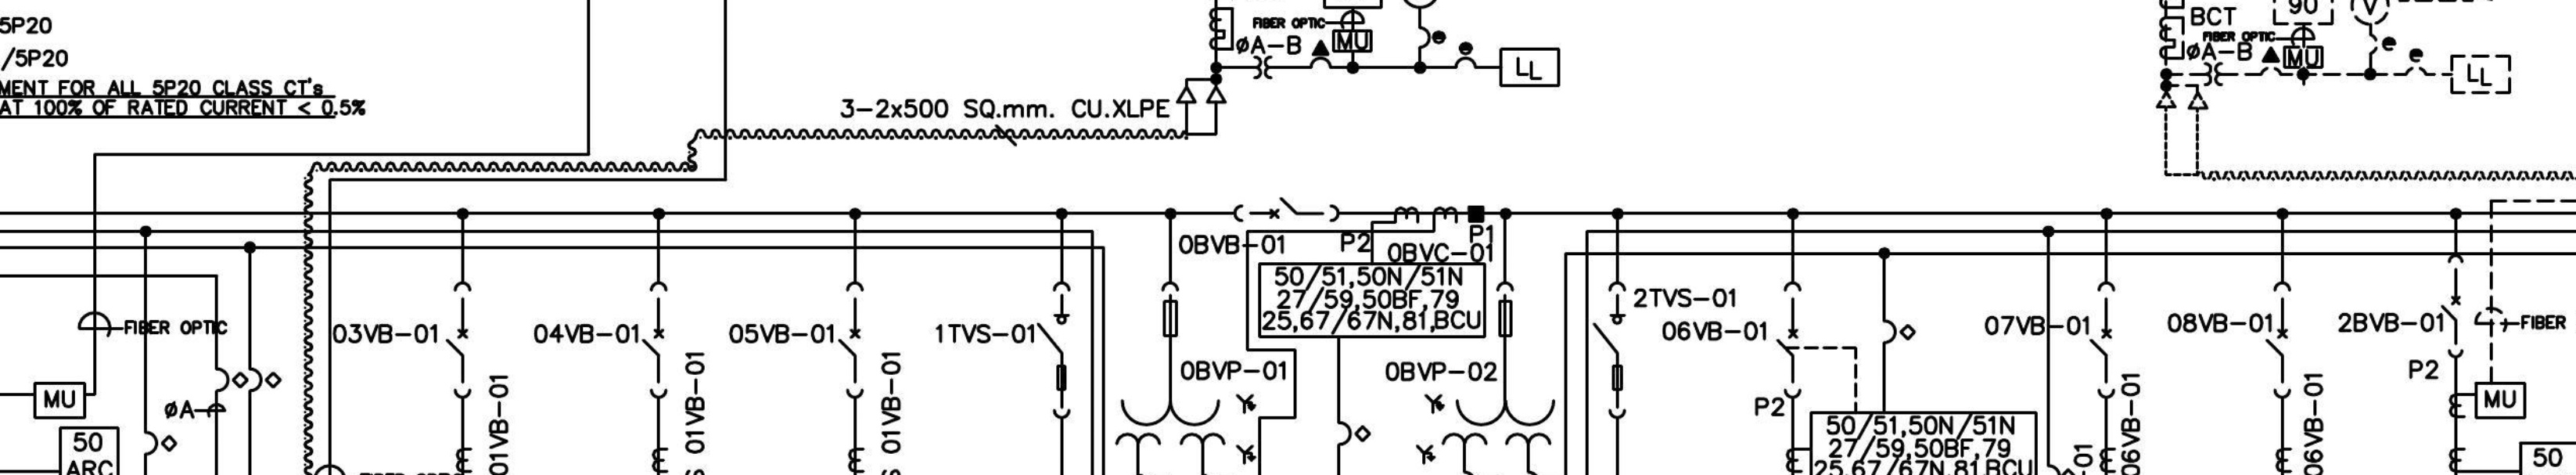 5P20
/5P20
MENT FOR ALL 5P20 CLASS CT's
AT 100% OF RATED CURRENT < 0.5%
FIBER OPTIC
MU
ØA-B
LL
3-2x500 SQ.mm. CU.XLPE
90
V
BCT
FIBER OPTIC
ØA-B
MU
LL
0BVB-01
P2
P1
0BVC-01
50/51,50N/51N
27/59,50BF,79
25,67/67N,81,BCU
FIBER OPTIC
03VB-01
04VB-01
05VB-01
1TVS-01
2TVS-01
06VB-01
07VB-01
08VB-01
2BVB-01
FIBER
0BVP-01
0BVP-02
P2
P2
MU
ØA
MU
50
ARC
01VB-01
01VB-01
01VB-01
50/51,50N/51N
27/59,50BF,79
25,67/67N,81,BCU
06VB-01
06VB-01
50